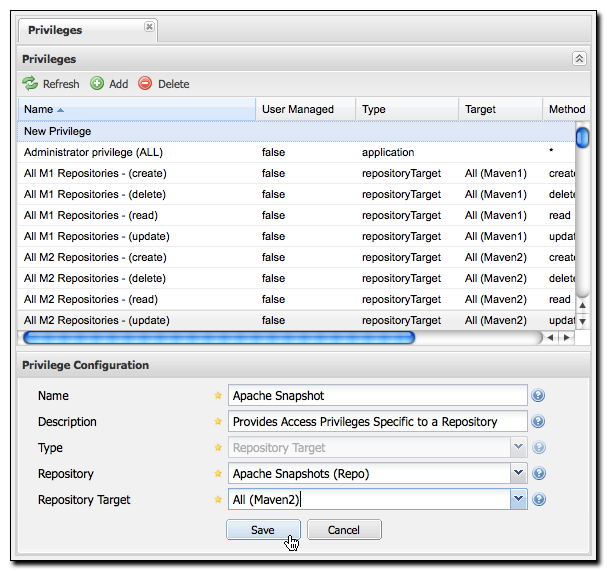 Privileges
Privileges
Refresh Add Delete
Name User Managed Type Target Method
New Privilege
Administrator privilege (ALL) false application *
All M1 Repositories - (create) false repositoryTarget All (Maven1) create
All M1 Repositories - (delete) false repositoryTarget All (Maven1) delete
All M1 Repositories - (read) false repositoryTarget All (Maven1) read
All M1 Repositories - (update) false repositoryTarget All (Maven1) updat
All M2 Repositories - (create) false repositoryTarget All (Maven2) create
All M2 Repositories - (delete) false repositoryTarget All (Maven2) delete
All M2 Repositories - (read) false repositoryTarget All (Maven2) read
All M2 Repositories - (update) false repositoryTarget All (Maven2) updat
Privilege Configuration
Name Apache Snapshot
Description Provides Access Privileges Specific to a Repository
Type Repository Target
Repository Apache Snapshots (Repo)
Repository Target All (Maven2)
Save Cancel